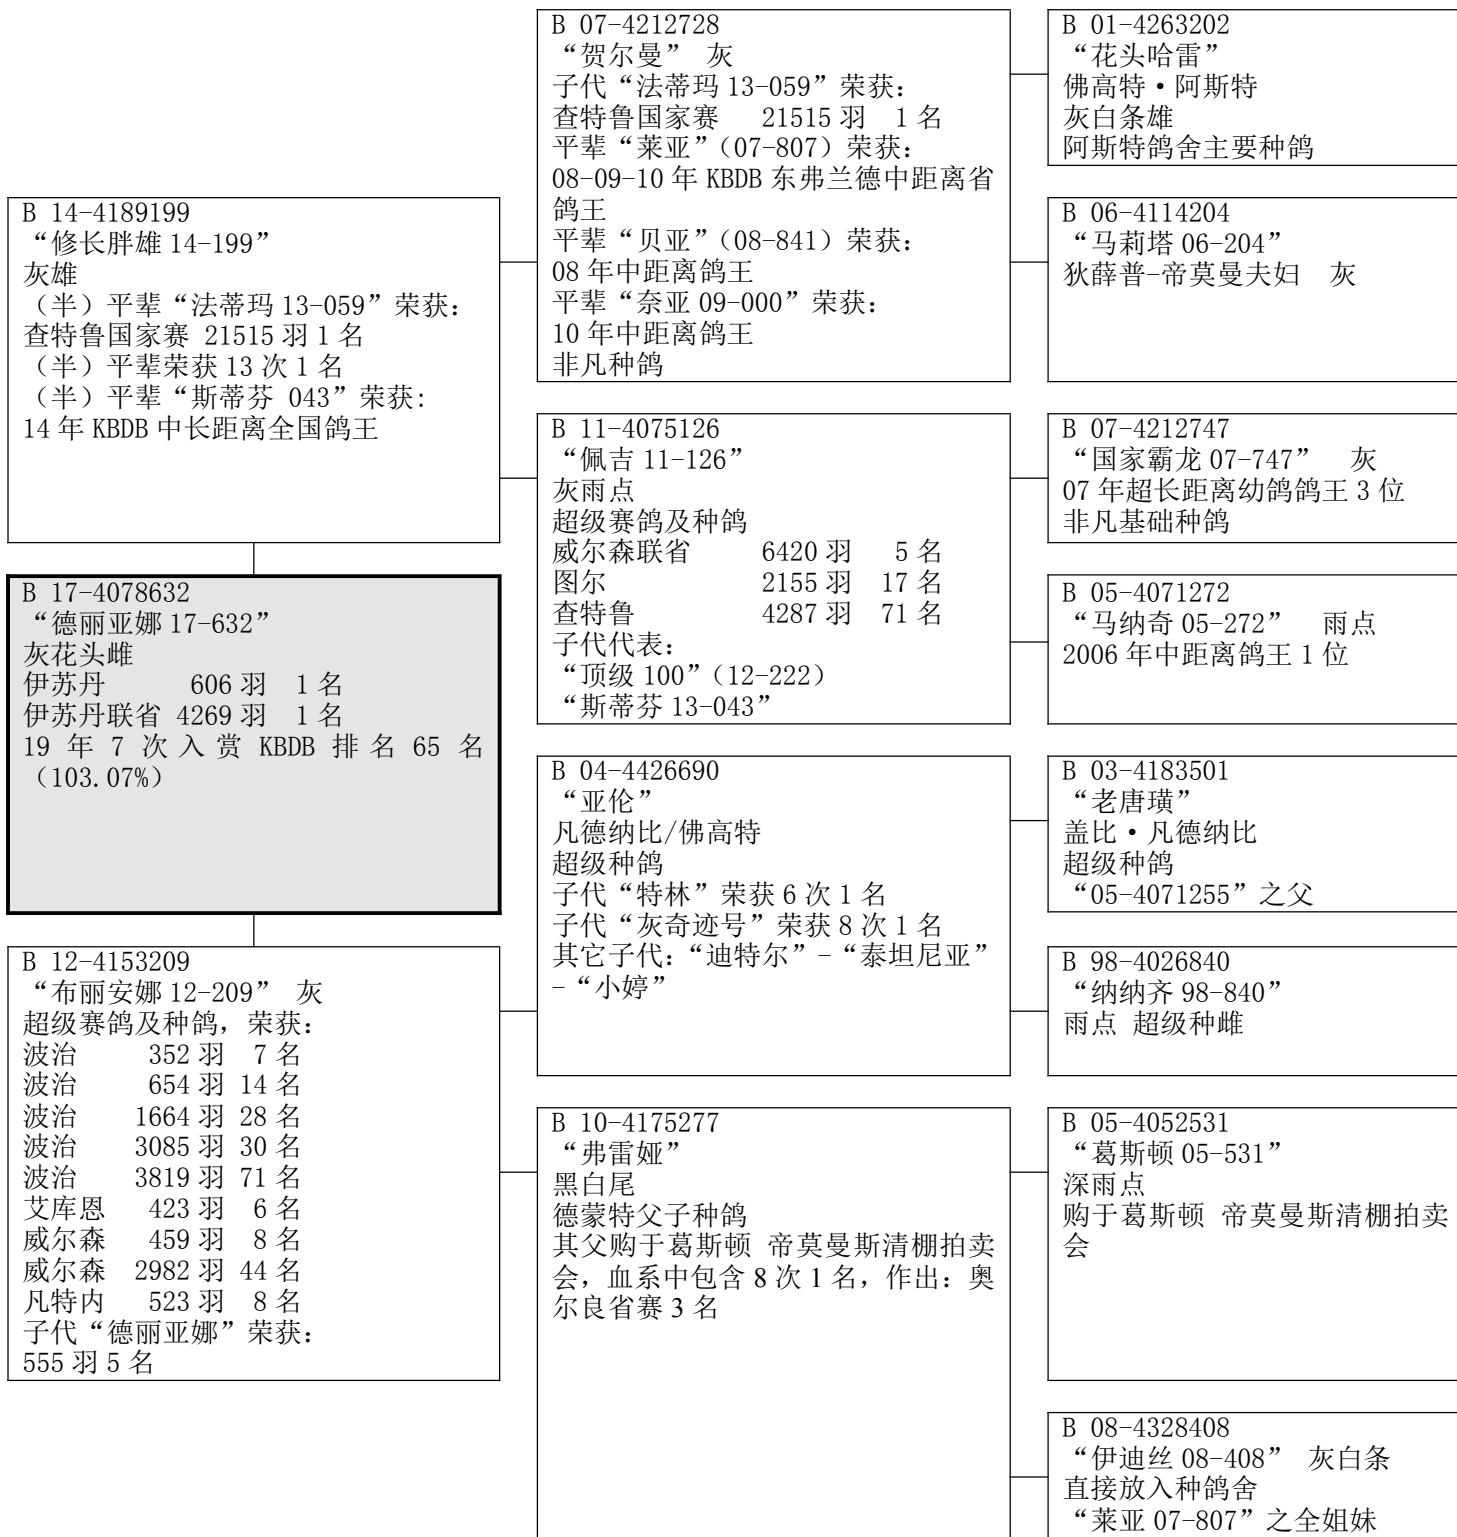 B 14-4189199
“修长胖雄 14-199”
灰雄
（半）平辈“法蒂玛 13-059”荣获：
查特鲁国家赛 21515 羽 1 名
（半）平辈荣获 13 次 1 名
（半）平辈“斯蒂芬 043”荣获：
14 年 KBDB 中长距离全国鸽王
B 17-4078632
“德丽亚娜 17-632”
灰花头雌
伊苏丹 606 羽 1 名
伊苏丹联省 4269 羽 1 名
19 年 7 次入赏 KBDB 排名 65 名
（103.07%）
B 12-4153209
“布丽安娜 12-209” 灰
超级赛鸽及种鸽，荣获：
波治 352 羽 7 名
波治 654 羽 14 名
波治 1664 羽 28 名
波治 3085 羽 30 名
波治 3819 羽 71 名
艾库恩 423 羽 6 名
威尔森 459 羽 8 名
威尔森 2982 羽 44 名
凡特内 523 羽 8 名
子代“德丽亚娜”荣获：
555 羽 5 名
B 07-4212728
“贺尔曼” 灰
子代“法蒂玛 13-059”荣获：
查特鲁国家赛 21515 羽 1 名
平辈“莱亚”（07-807）荣获：
08-09-10 年 KBDB 东弗兰德中距离省
鸽王
平辈“贝亚”（08-841）荣获：
08 年中距离鸽王
平辈“奈亚 09-000”荣获：
10 年中距离鸽王
非凡种鸽
B 11-4075126
“佩吉 11-126”
灰雨点
超级赛鸽及种鸽
威尔森联省 6420 羽 5 名
图尔 2155 羽 17 名
查特鲁 4287 羽 71 名
子代代表：
“顶级 100”（12-222）
“斯蒂芬 13-043”
B 04-4426690
“亚伦”
凡德纳比/佛高特
超级种鸽
子代“特林”荣获 6 次 1 名
子代“灰奇迹号”荣获 8 次 1 名
其它子代：“迪特尔”-“泰坦尼亚”
-“小婷”
B 10-4175277
“弗雷娅”
黑白尾
德蒙特父子种鸽
其父购于葛斯顿 帝莫曼斯清棚拍卖
会，血系中包含 8 次 1 名，作出：奥
尔良省赛 3 名
B 01-4263202
“花头哈雷”
佛高特·阿斯特
灰白条雄
阿斯特鸽舍主要种鸽
B 06-4114204
“马莉塔 06-204”
狄薛普-帝莫曼夫妇 灰
B 07-4212747
“国家霸龙 07-747” 灰
07 年超长距离幼鸽鸽王 3 位
非凡基础种鸽
B 05-4071272
“马纳奇 05-272” 雨点
2006 年中距离鸽王 1 位
B 03-4183501
“老唐璜”
盖比·凡德纳比
超级种鸽
“05-4071255”之父
B 98-4026840
“纳纳齐 98-840”
雨点 超级种雌
B 05-4052531
“葛斯顿 05-531”
深雨点
购于葛斯顿 帝莫曼斯清棚拍卖
会
B 08-4328408
“伊迪丝 08-408” 灰白条
直接放入种鸽舍
“莱亚 07-807”之全姐妹